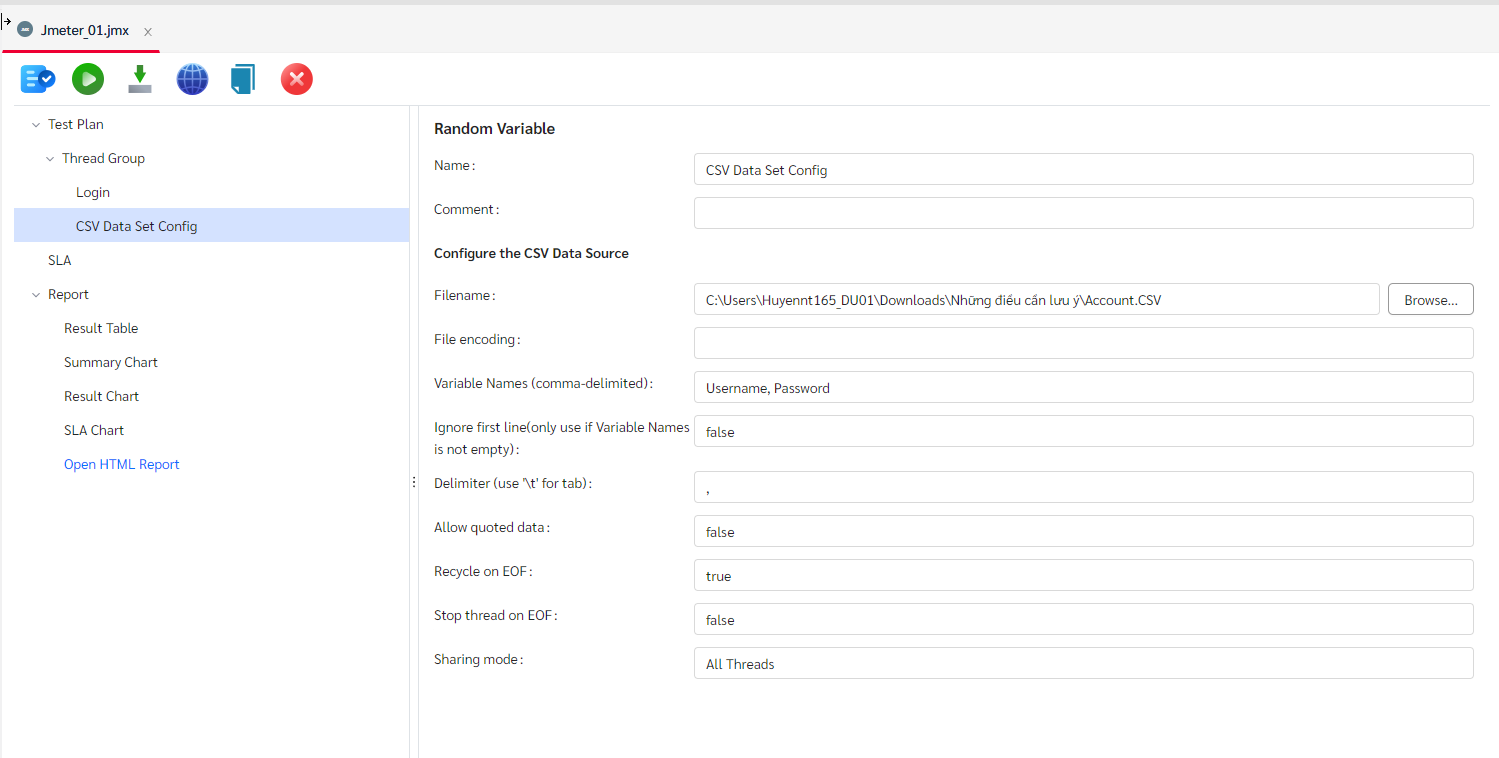 Jmeter_01.jmx
Test Plan
Thread Group
Login
CSV Data Set Config
SLA
Report
Result Table
Summary Chart
Result Chart
SLA Chart
Open HTML Report
Random Variable
Name:
CSV Data Set Config
Comment:
Configure the CSV Data Source
Filename:
C:\Users\Huyennt165_DU01\Downloads\Những điều cần lưu ý\Account.CSV
Browse...
File encoding:
Variable Names (comma-delimited):
Username, Password
Ignore first line(only use if Variable Names
is not empty):
false
Delimiter (use '\t' for tab):
,
Allow quoted data:
false
Recycle on EOF:
true
Stop thread on EOF:
false
Sharing mode:
All Threads